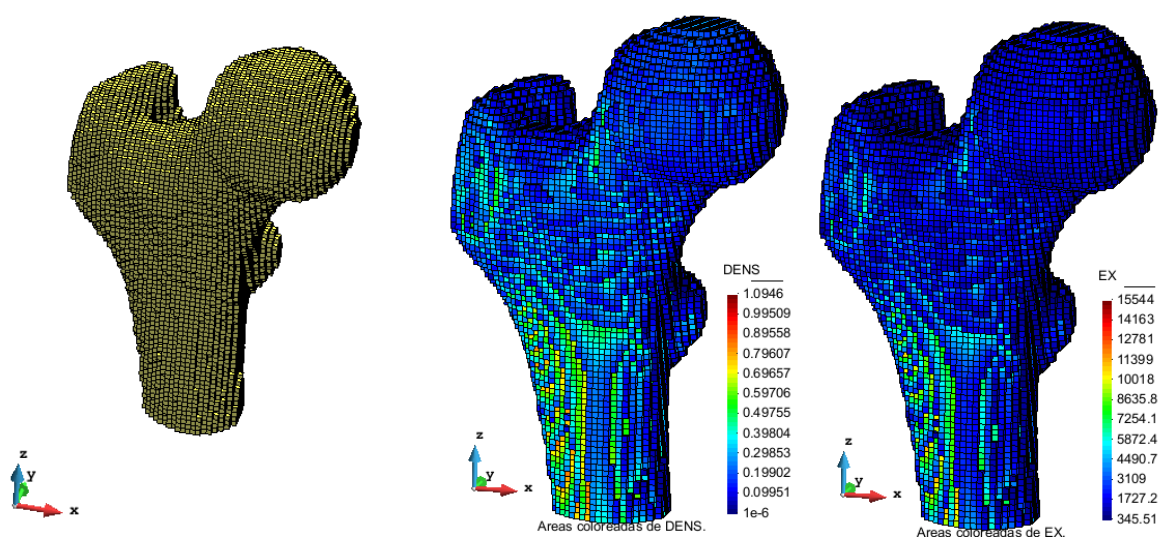 z
y
x
DENS
1.0946
0.99509
0.89558
0.79607
0.69657
0.59706
0.49755
0.39804
0.29853
0.19902
0.09951
1e-6
z
y
x
Areas coloreadas de DENS.
EX
15544
14163
12781
11399
10018
8635.8
7254.1
5872.4
4490.7
3109
1727.2
345.51
z
y
x
Areas coloreadas de EX.